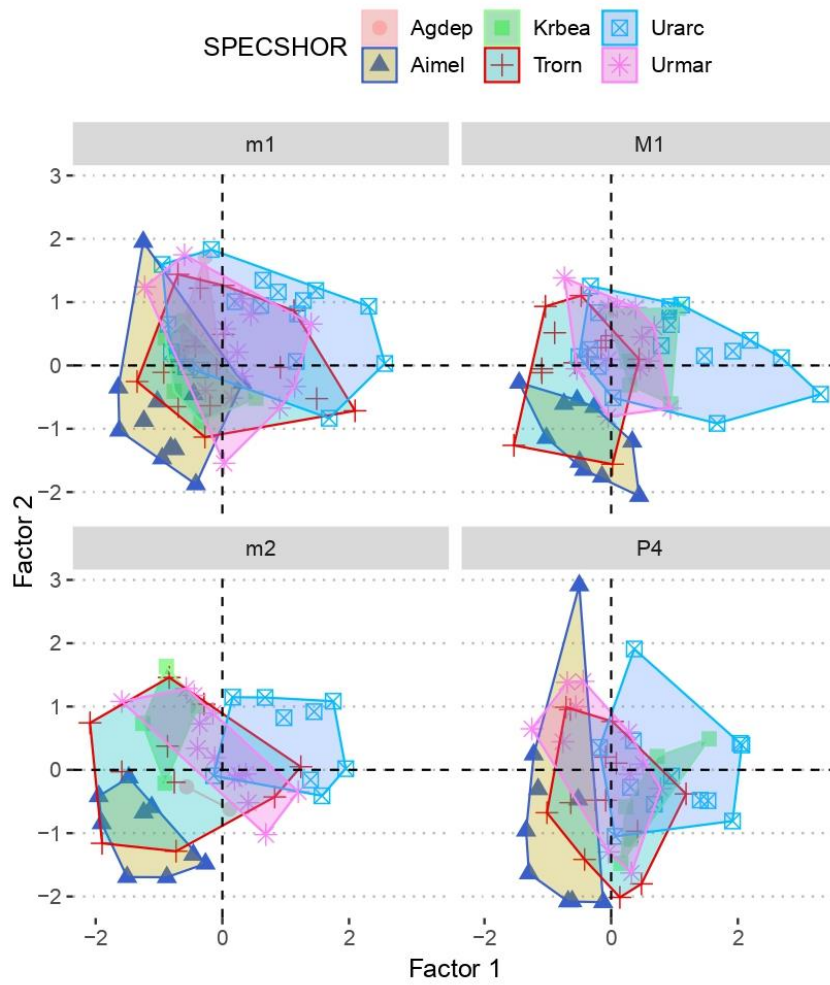 SPECSHOR
Agdep Krbea Urarc
Aimel Trorn Urmar
m1 M1
3
2
1
0
−1
−2
m2 P4
3
2
1
0
−1
−2
−2 0 2 −2 0 2
Factor 1
Factor 2